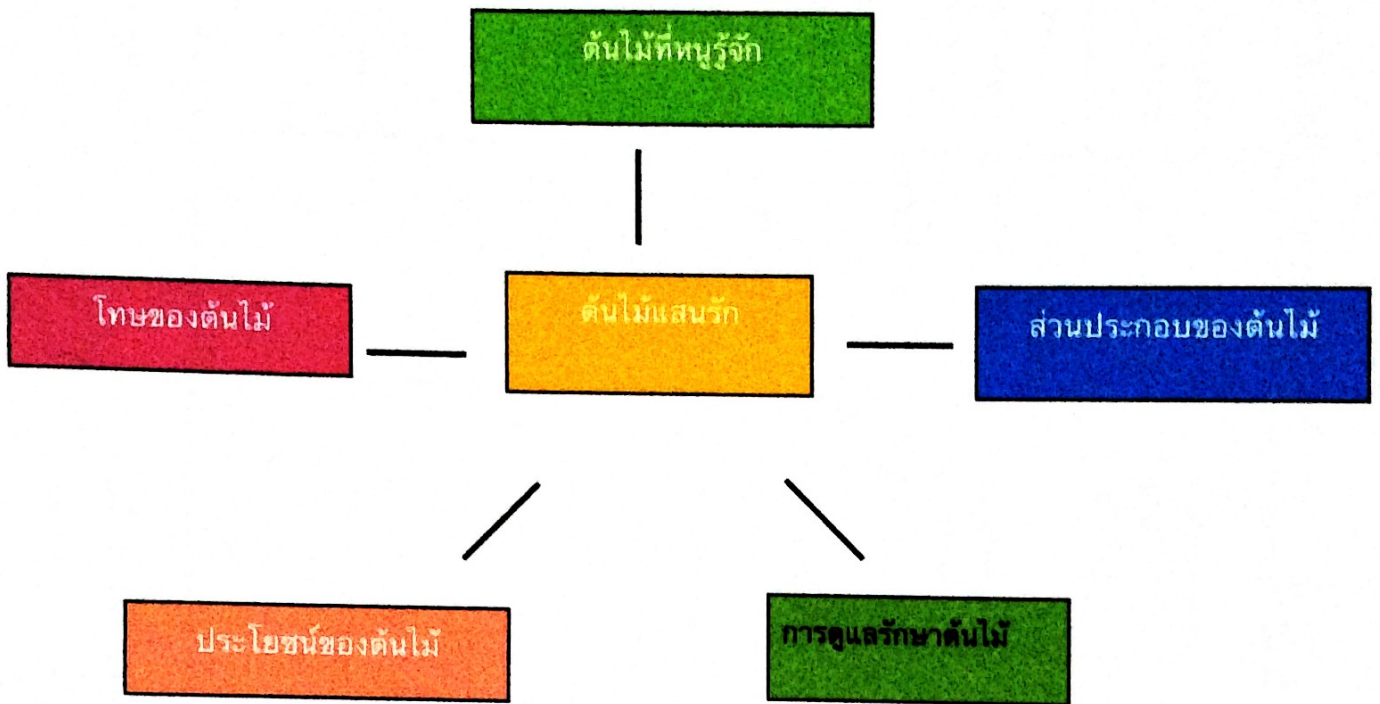 ต้นไม้ที่หนูรู้จัก
โทษของต้นไม้
ต้นไม้แสนรัก
ส่วนประกอบของต้นไม้
ประโยชน์ของต้นไม้
การดูแลรักษาต้นไม้